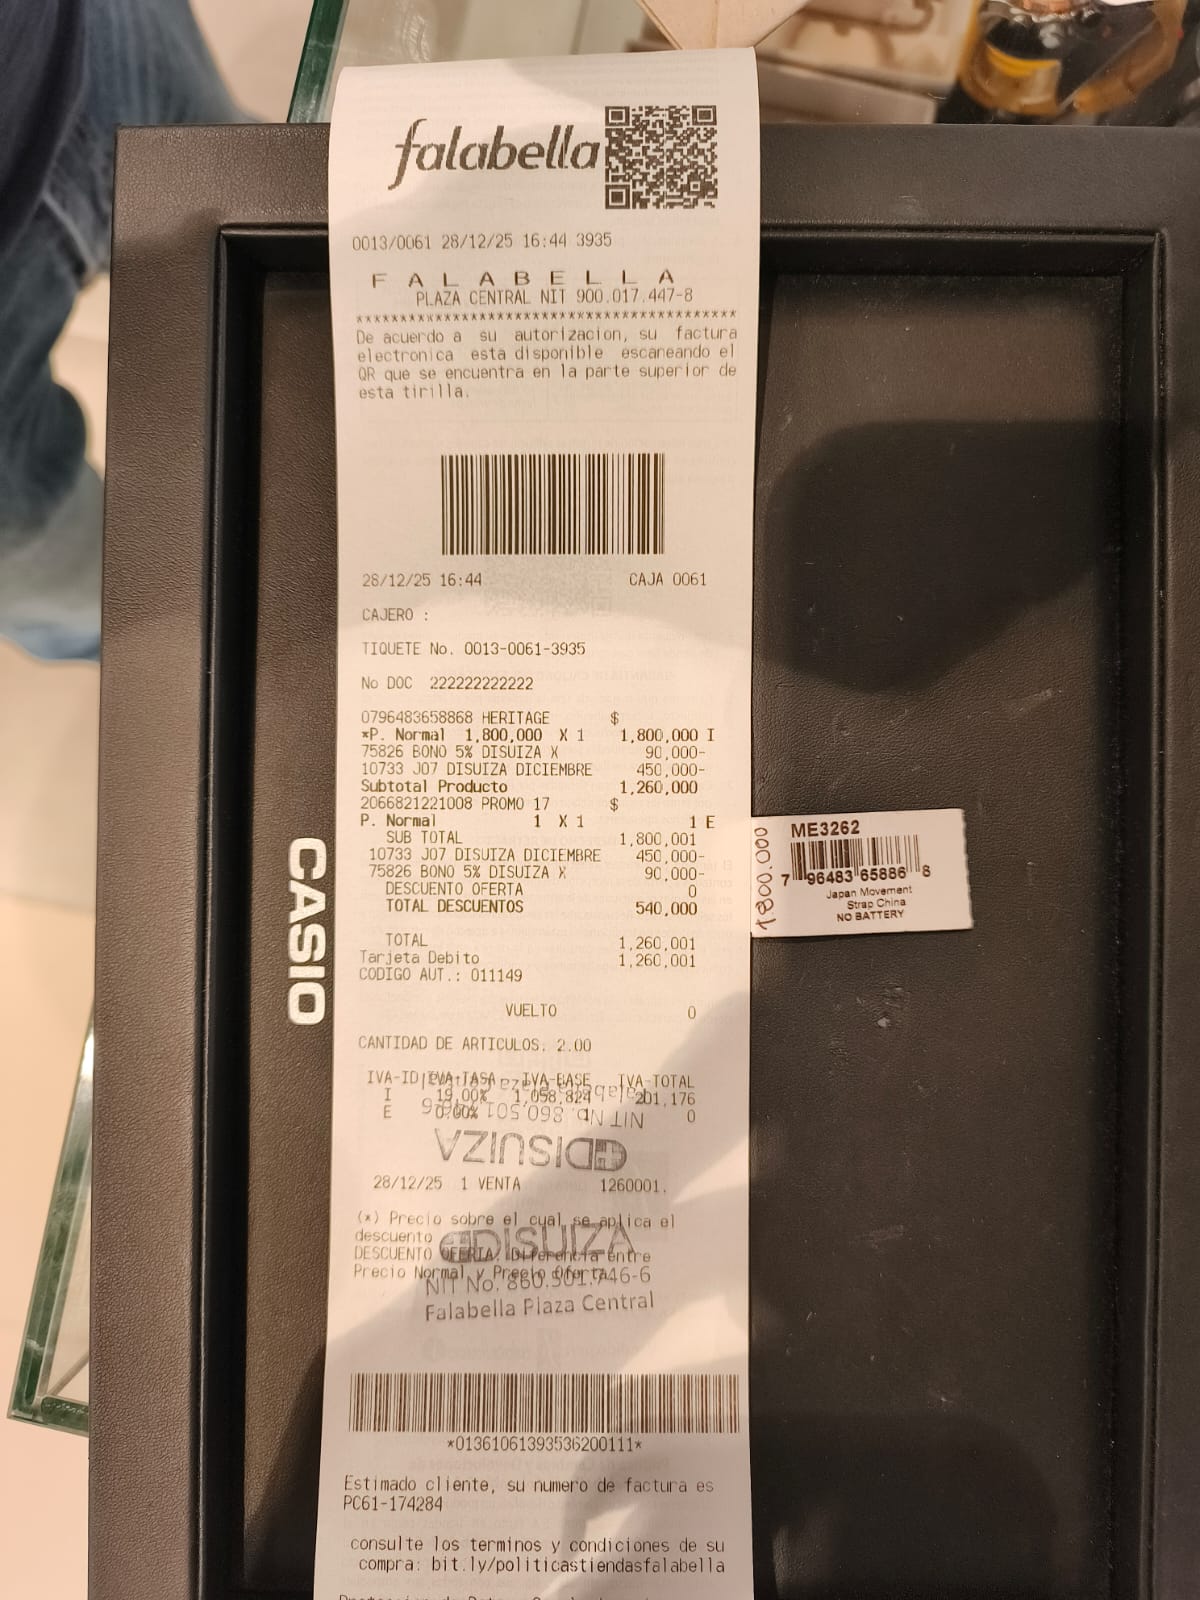 falabella
0013/0061 28/12/25 16:44 3935
F A L A B E L L A
PLAZA CENTRAL NIT 900.017.447-8
******************************************
De acuerdo a su autorizacion, su factura
electronica esta disponible escaneando el
QR que se encuentra en la parte superior de
esta tirilla.
28/12/25 16:44 CAJA 0061
CAJERO :
TIQUETE No. 0013-0061-3935
No DOC 222222222222
0796483658868 HERITAGE $
*P. Normal 1,800,000 X 1 1,800,000 I
75826 BONO 5% DISUIZA X 90,000-
10733 J07 DISUIZA DICIEMBRE 450,000-
Subtotal Producto 1,260,000
2066821221008 PROMO 17 $
P. Normal 1 X 1 1 E
SUB TOTAL 1,800,001
10733 J07 DISUIZA DICIEMBRE 450,000-
75826 BONO 5% DISUIZA X 90,000-
DESCUENTO OFERTA 0
TOTAL DESCUENTOS 540,000
TOTAL 1,260,001
Tarjeta Debito 1,260,001
CODIGO AUT.: 011149
VUELTO 0
CANTIDAD DE ARTICULOS. 2.00
IVA-ID IVA-TASA IVA-BASE IVA-TOTAL
I 19,00% 1,058,824 201,176
E 0,00% 1 0
NIT No. 860.501.746-6
DISUIZA
28/12/25 1 VENTA 1260001.
(*) Precio sobre el cual se aplica el
descuento
DISUIZA
DESCUENTO OFERTA: Diferencia entre
Precio Normal y Precio Oferta
NIT No. 860.501.746-6
Falabella Plaza Central
*01361061393536200111*
Estimado cliente, su numero de factura es
PC61-174284
consulte los terminos y condiciones de su
compra: bit.ly/politicastiendasfalabella
CASIO
1800.000
ME3262
7 96483 65886 8
Japan Movement
Strap China
NO BATTERY